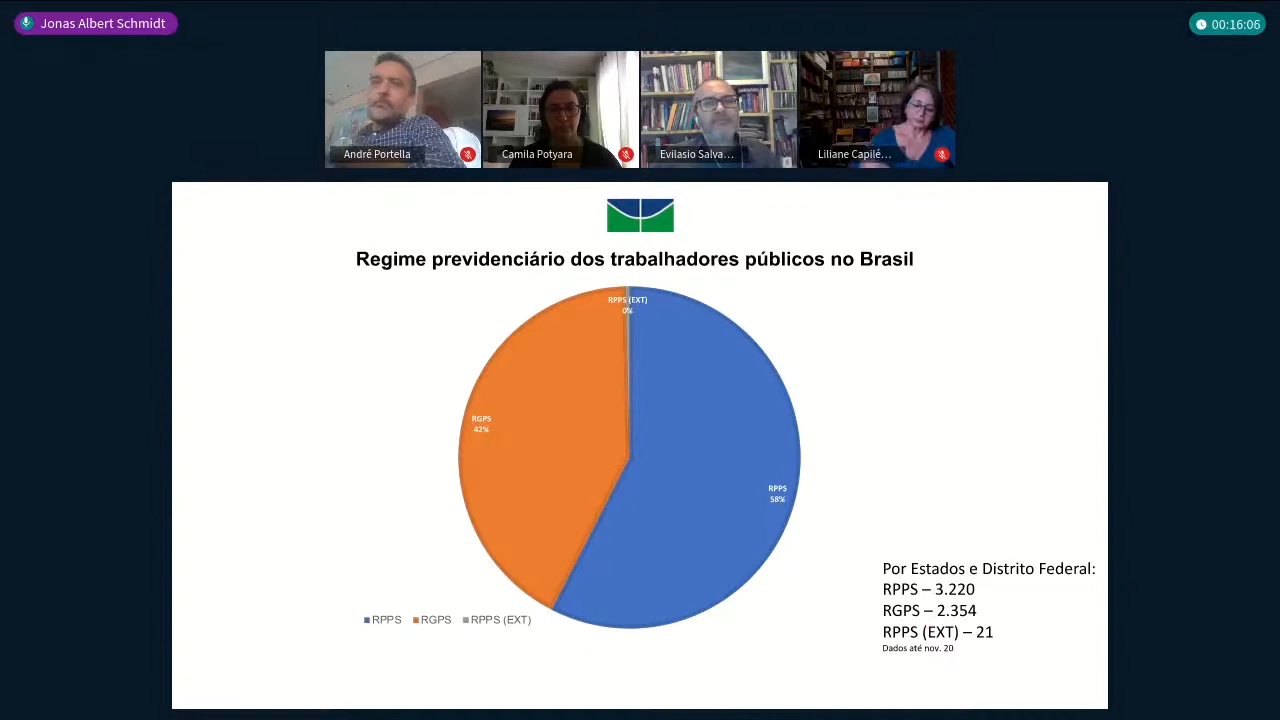 Jonas Albert Schmidt
00:16:06
André Portella
Camila Potyara
Evilasio Salva…
Liliane Capilé…
Regime previdenciário dos trabalhadores públicos no Brasil
RPPS (EXT)
0%
RGPS
42%
RPPS
58%
RPPS RGPS RPPS (EXT)
Por Estados e Distrito Federal:
RPPS – 3.220
RGPS – 2.354
RPPS (EXT) – 21
Dados até nov. 20